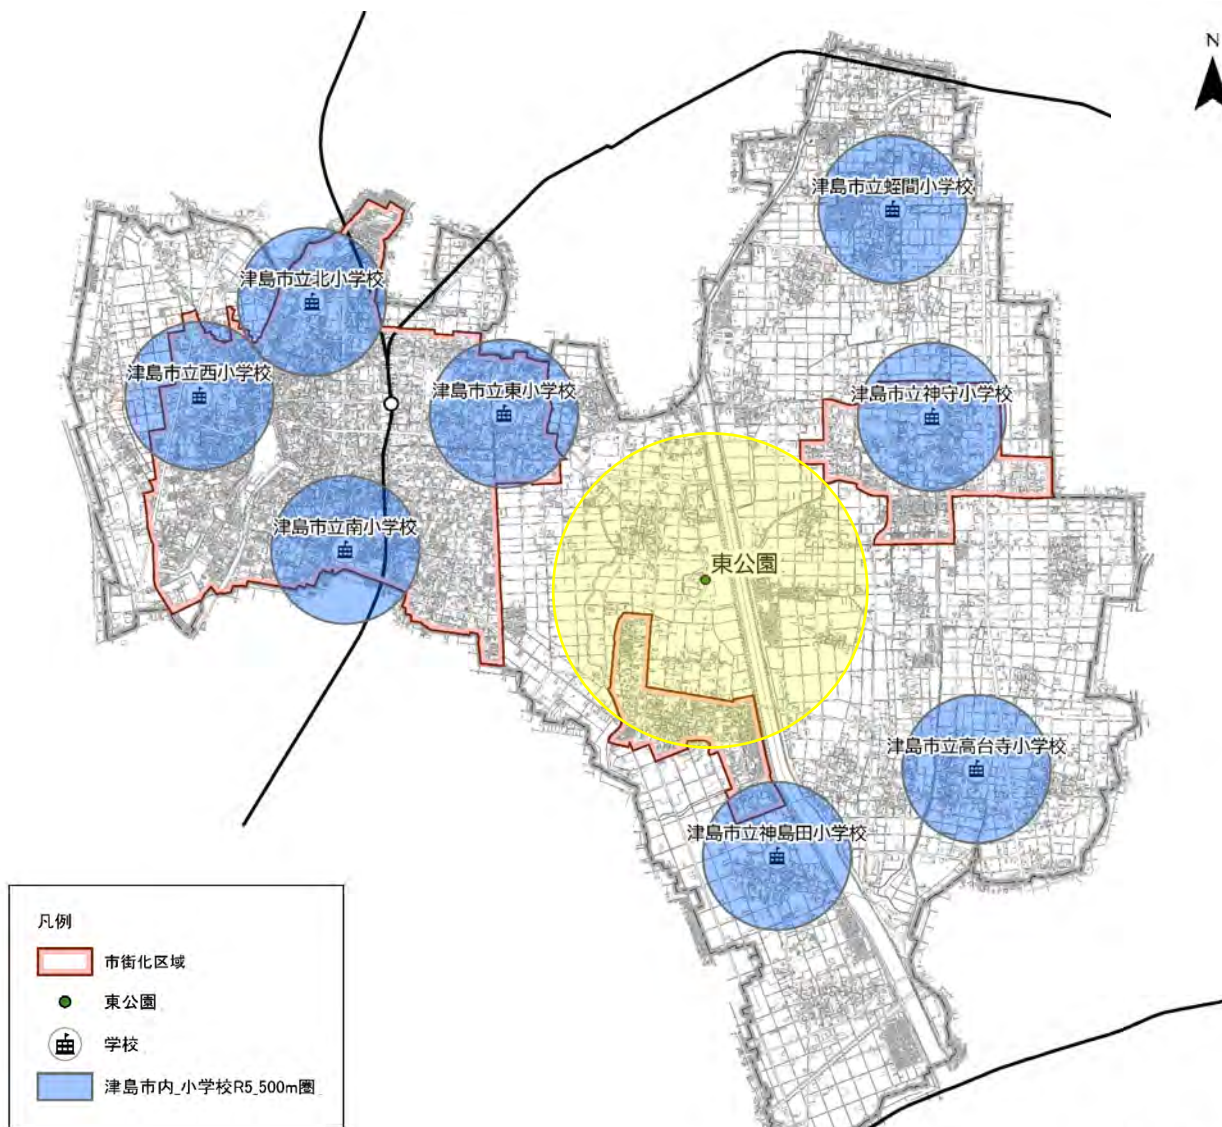 N
津島市立蛭間小学校
津島市立北小学校
津島市立西小学校
津島市立東小学校
津島市立神守小学校
津島市立南小学校
東公園
津島市立高台寺小学校
津島市立神島田小学校
凡例
市街化区域
東公園
学校
津島市内_小学校R5_500m圏